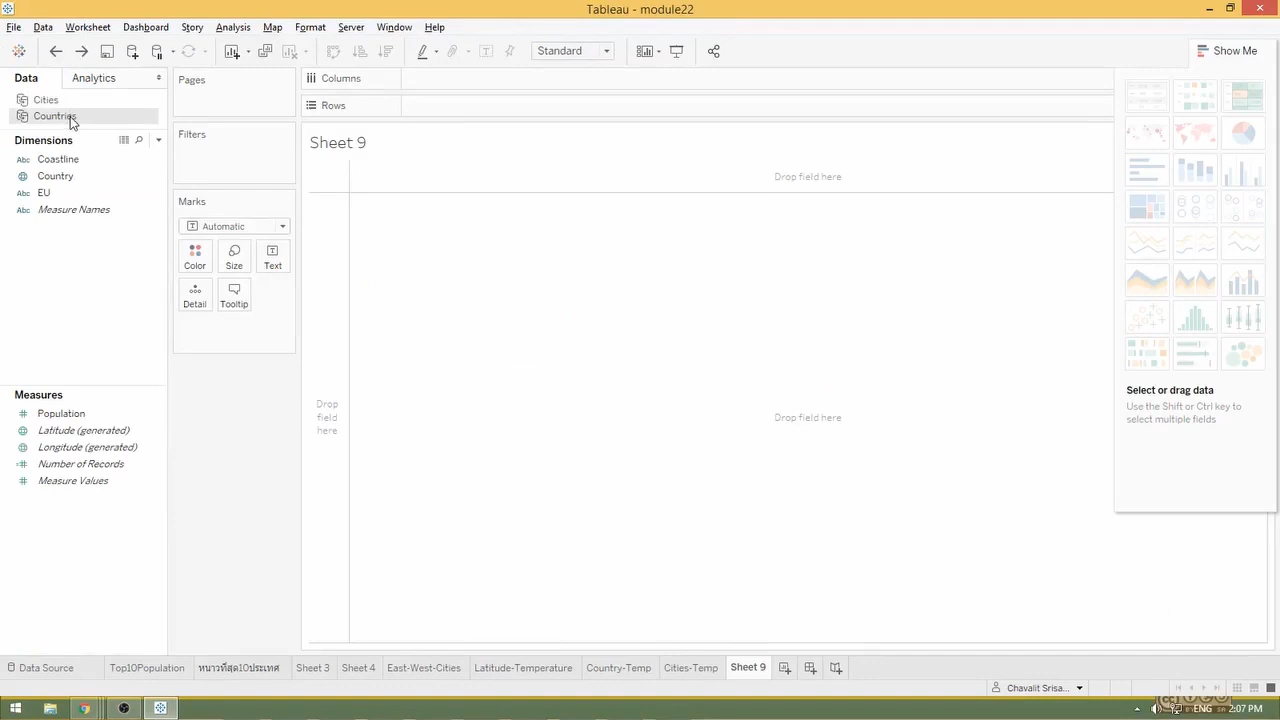 Tableau - module22
File Data Worksheet Dashboard Story Analysis Map Format Server Window Help
Standard
Show Me
Data Analytics
Pages
Columns
Cities
Countries
Rows
Filters
Dimensions
Sheet 9
Abc Coastline
Country
Abc EU
Abc Measure Names
Drop field here
Marks
Automatic
Color Size Text
Detail Tooltip
Measures
Population
Latitude (generated)
Longitude (generated)
Number of Records
Measure Values
Drop
field
here
Drop field here
Select or drag data
Use the Shift or Ctrl key to
select multiple fields
Data Source Top10Population หนาวที่สุด10ประเทศ Sheet 3 Sheet 4 East-West-Cities Latitude-Temperature Country-Temp Cities-Temp Sheet 9
Chavalit Srisa...
ENG 2:07 PM